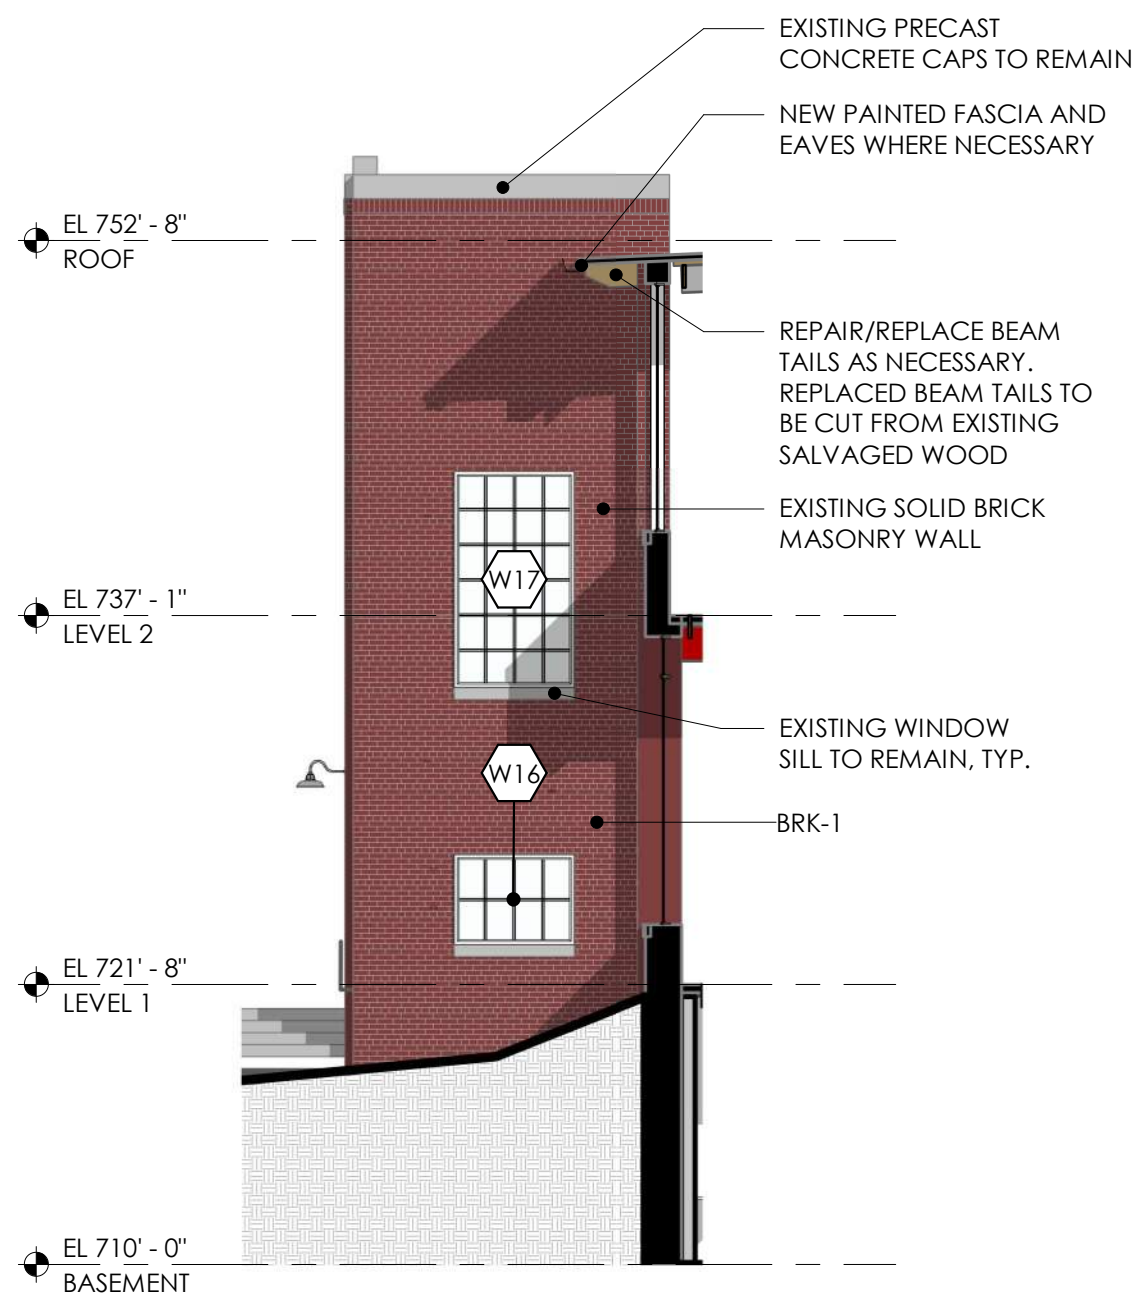 EXISTING PRECAST
CONCRETE CAPS TO REMAIN
NEW PAINTED FASCIA AND
EAVES WHERE NECESSARY
EL 752' - 8"
ROOF
REPAIR/REPLACE BEAM
TAILS AS NECESSARY.
REPLACED BEAM TAILS TO
BE CUT FROM EXISTING
SALVAGED WOOD
EXISTING SOLID BRICK
MASONRY WALL
W17
EL 737' - 1"
LEVEL 2
EXISTING WINDOW
SILL TO REMAIN, TYP.
W16
BRK-1
EL 721' - 8"
LEVEL 1
EL 710' - 0"
BASEMENT